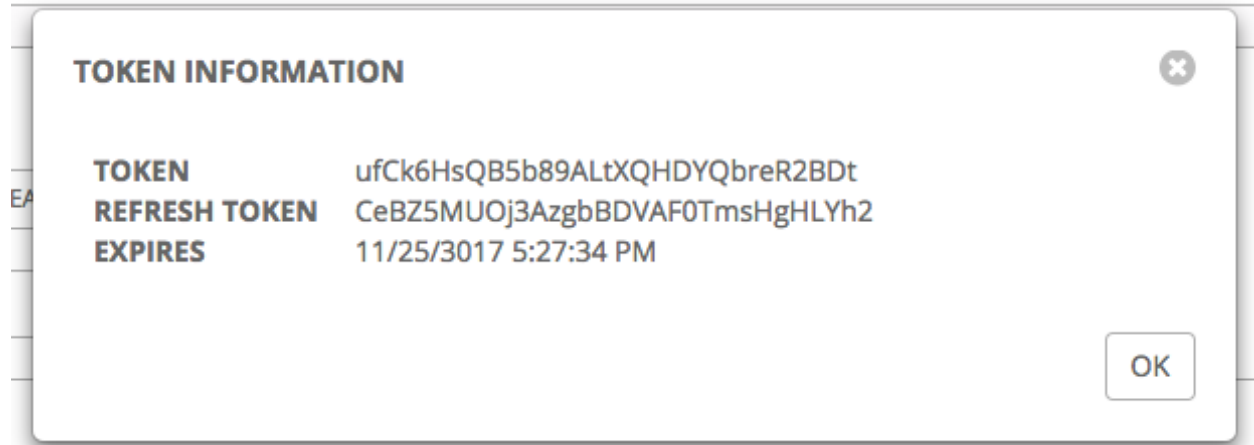 TOKEN INFORMATION
TOKEN ufCk6HsQB5b89ALtXQHDYQbreR2BDt
REFRESH TOKEN CeBZ5MUOj3AzgbBDVAF0TmsHgHLYh2
EXPIRES 11/25/3017 5:27:34 PM
OK